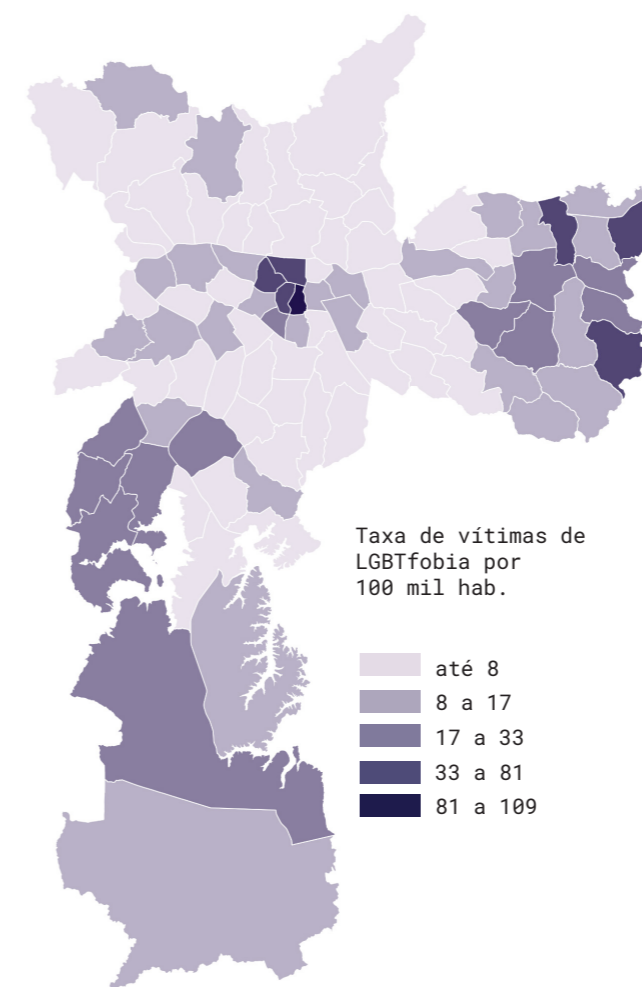 Taxa de vítimas de
LGBTfobia por
100 mil hab.
até 8
8 a 17
17 a 33
33 a 81
81 a 109